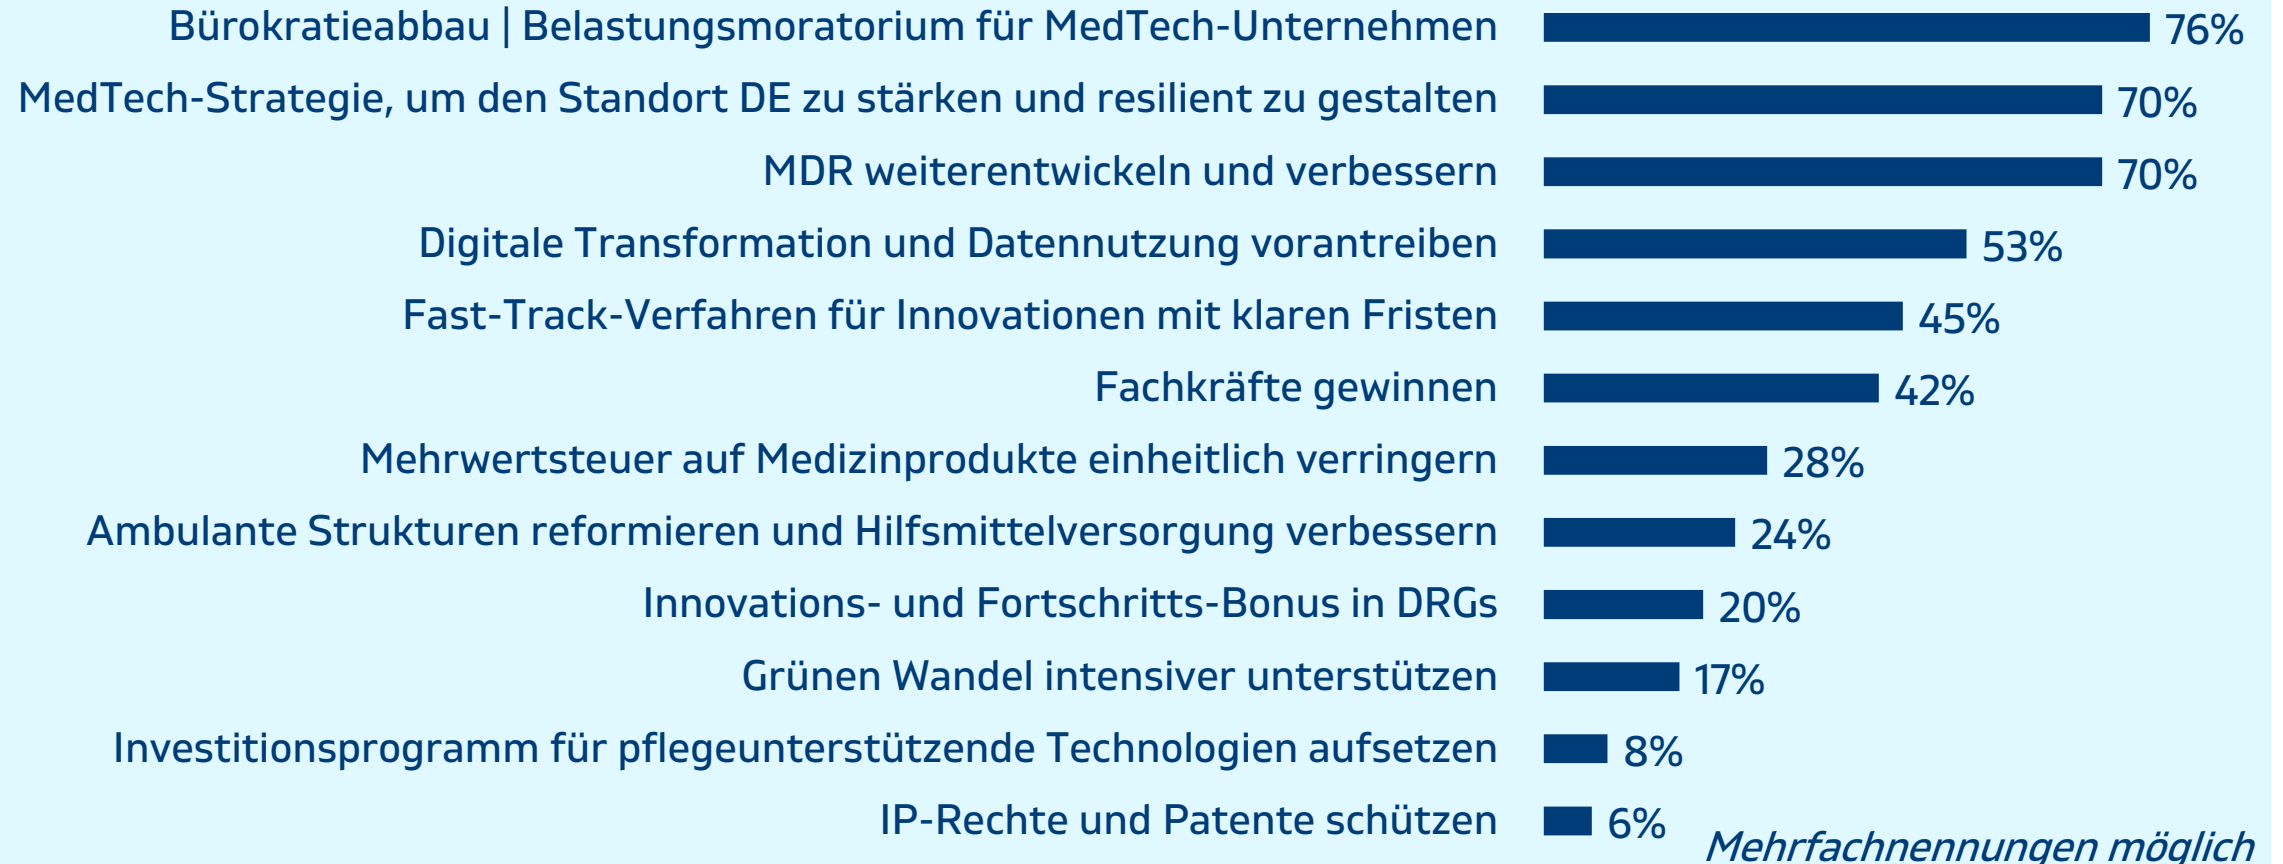 Bürokratieabbau | Belastungsmoratorium für MedTech-Unternehmen 76%
MedTech-Strategie, um den Standort DE zu stärken und resilient zu gestalten 70%
MDR weiterentwickeln und verbessern 70%
Digitale Transformation und Datennutzung vorantreiben 53%
Fast-Track-Verfahren für Innovationen mit klaren Fristen 45%
Fachkräfte gewinnen 42%
Mehrwertsteuer auf Medizinprodukte einheitlich verringern 28%
Ambulante Strukturen reformieren und Hilfsmittelversorgung verbessern 24%
Innovations- und Fortschritts-Bonus in DRGs 20%
Grünen Wandel intensiver unterstützen 17%
Investitionsprogramm für pflegeunterstützende Technologien aufsetzen 8%
IP-Rechte und Patente schützen 6%
Mehrfachnennungen möglich